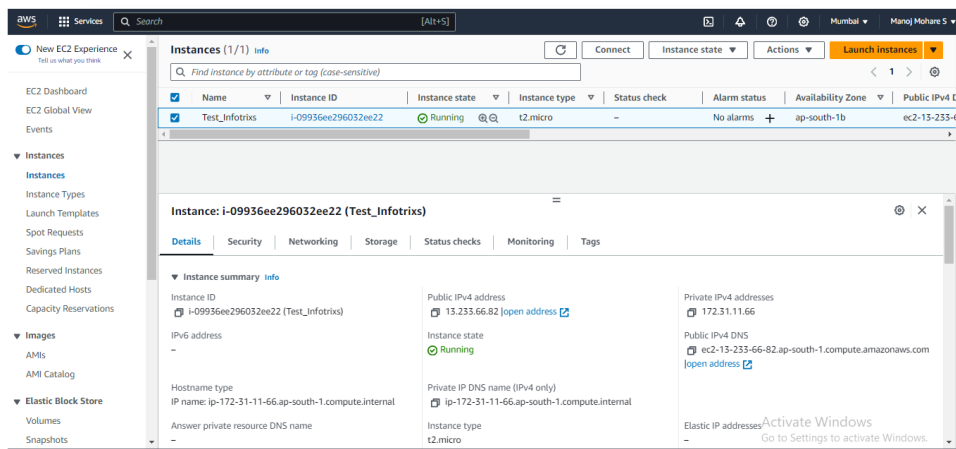 aws Services Search [Alt+S] Mumbai Manoj Mohare S
New EC2 Experience
Tell us what you think
EC2 Dashboard
EC2 Global View
Events
Instances
Instances
Instance Types
Launch Templates
Spot Requests
Savings Plans
Reserved Instances
Dedicated Hosts
Capacity Reservations
Images
AMIs
AMI Catalog
Elastic Block Store
Volumes
Snapshots
Instances (1/1) Info Connect Instance state Actions Launch instances
Find instance by attribute or tag (case-sensitive) 1
Name Instance ID Instance state Instance type Status check Alarm status Availability Zone Public IPv4 D
Test_Infotrixs i-09936ee296032ee22 Running t2.micro – No alarms + ap-south-1b ec2-13-233-6
Instance: i-09936ee296032ee22 (Test_Infotrixs)
Details Security Networking Storage Status checks Monitoring Tags
Instance summary Info
Instance ID
i-09936ee296032ee22 (Test_Infotrixs)
Public IPv4 address
13.233.66.82 |open address
Private IPv4 addresses
172.31.11.66
IPv6 address
–
Instance state
Running
Public IPv4 DNS
ec2-13-233-66-82.ap-south-1.compute.amazonaws.com
|open address
Hostname type
IP name: ip-172-31-11-66.ap-south-1.compute.internal
Private IP DNS name (IPv4 only)
ip-172-31-11-66.ap-south-1.compute.internal
Answer private resource DNS name
–
Instance type
t2.micro
Elastic IP addresses
–
Activate Windows
Go to Settings to activate Windows.